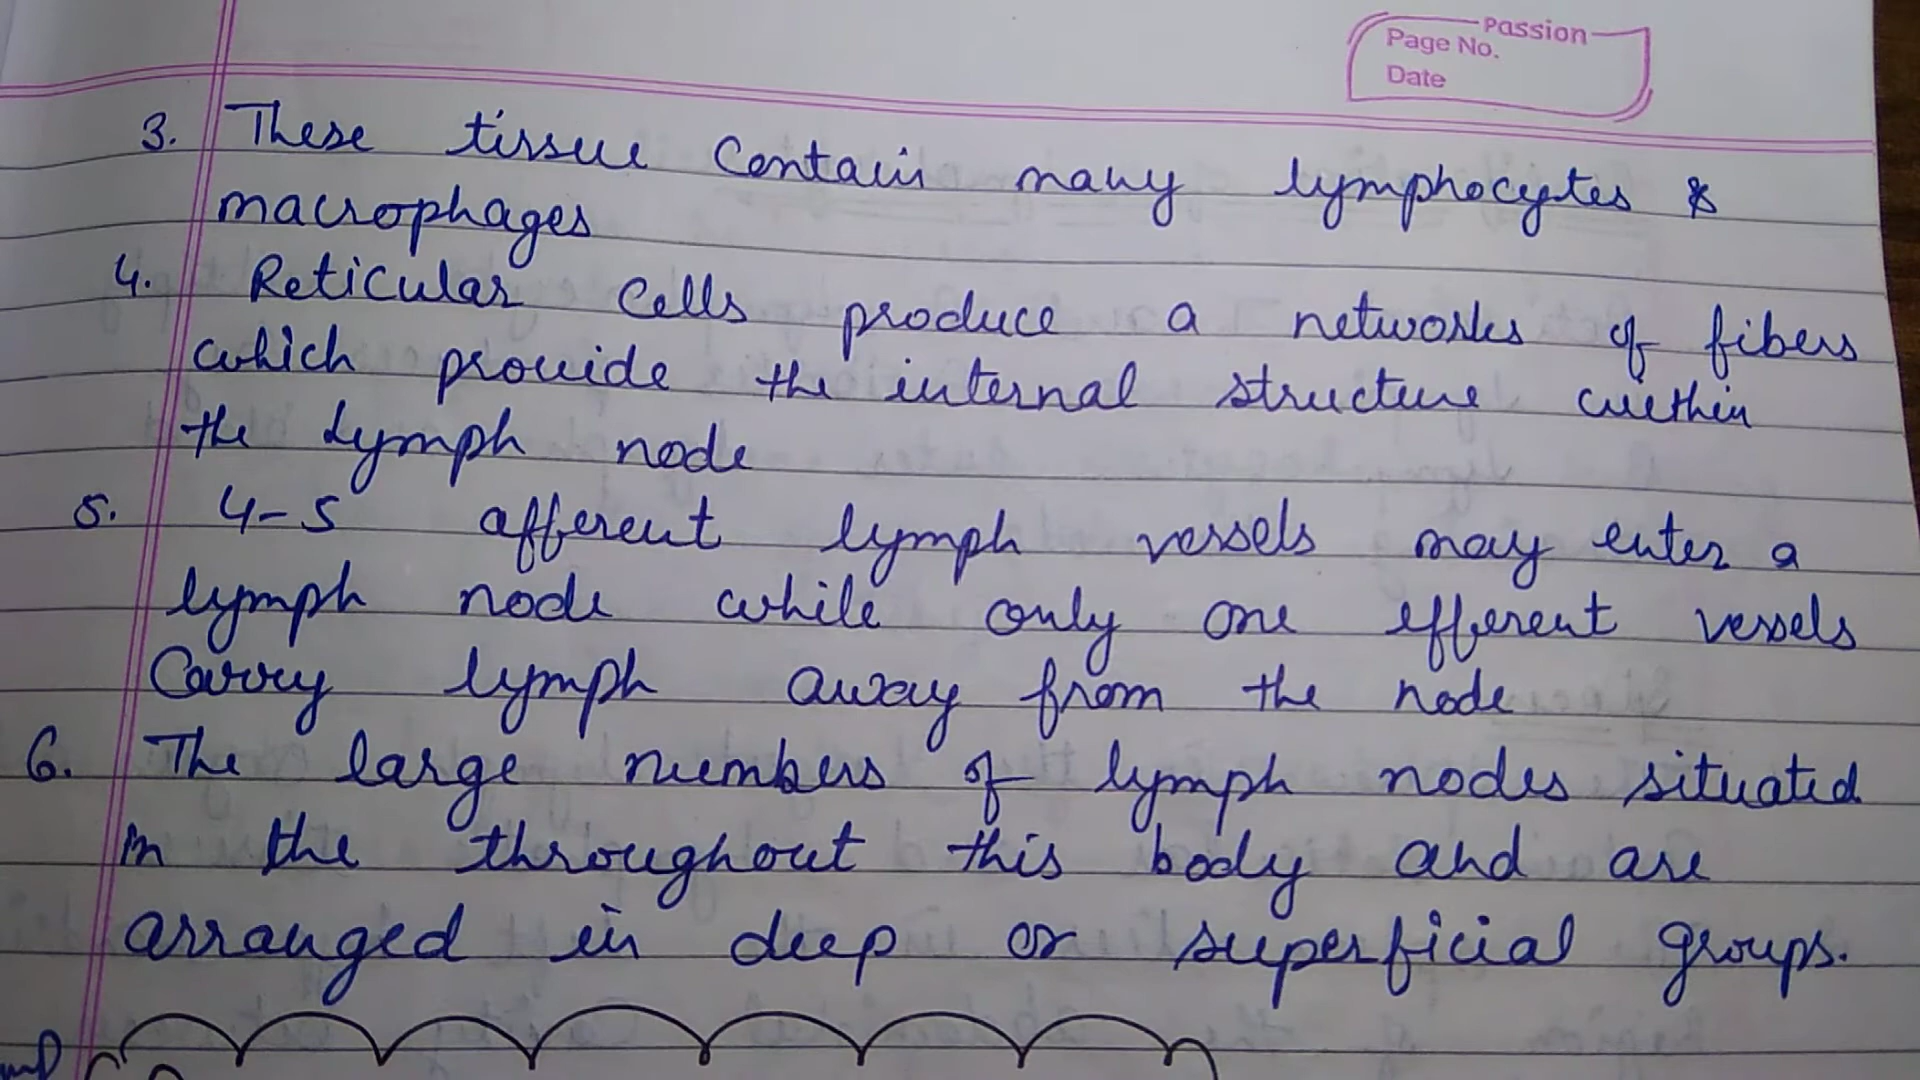 Passion
Page No.
Date
3. These tissue Contain many lymphocytes &
macrophages
4. Reticular Cells produce a networks of fibers
which provide the internal structure within
the lymph node
5. 4-5 afferent lymph vessels may enter a
lymph node while only one efferent vessels
Carry lymph away from the node
6. The large numbers of lymph nodes situated
in the throughout this body and are
arranged in deep or superficial groups.